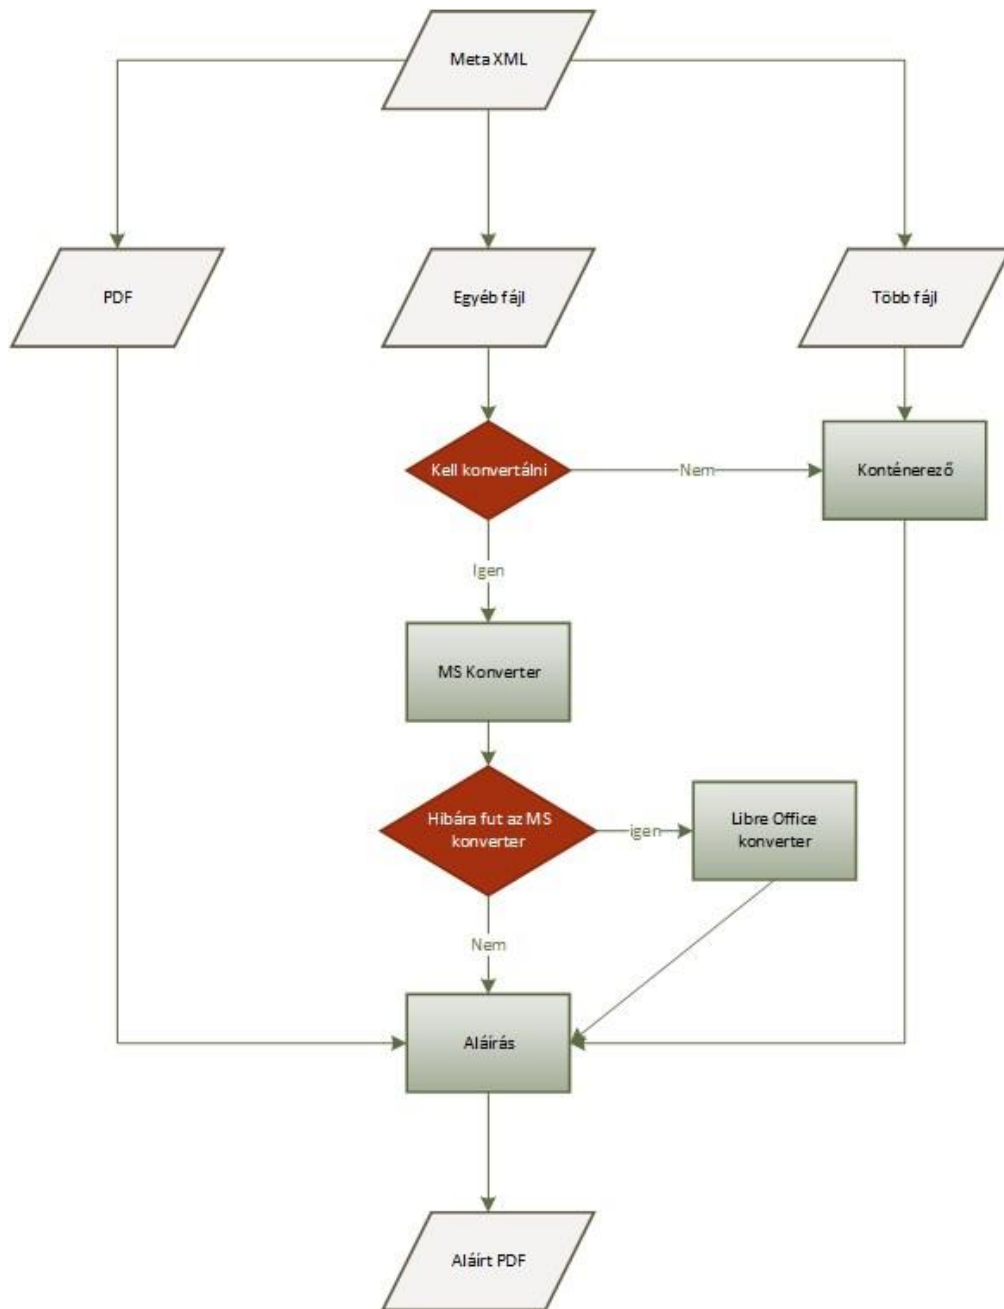 Meta XML
PDF
Egyéb fájl
Több fájl
Kell konvertálni
Nem
Konténerező
Igen
MS Konverter
Hibára fut az MS
konverter
igen
Libre Office
konverter
Nem
Aláírás
Aláírt PDF